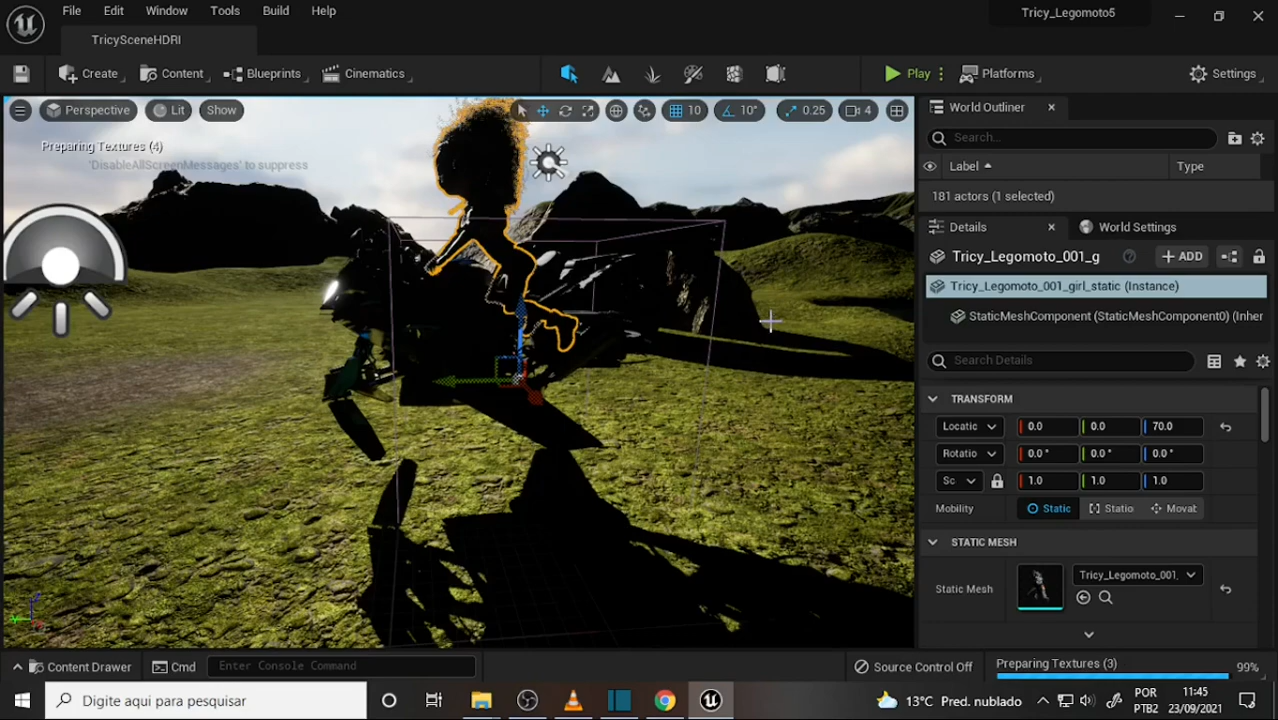 File Edit Window Tools Build Help
Tricy_Legomoto5
TricySceneHDRI
Create Content Blueprints Cinematics Play Platforms Settings
Perspective Lit Show 10 10° 0.25 4
Preparing Textures (4)
'DisableAllScreenMessages' to suppress
World Outliner
Search...
Label Type
181 actors (1 selected)
Details World Settings
Tricy_Legomoto_001_g ADD
Tricy_Legomoto_001_girl_static (Instance)
StaticMeshComponent (StaticMeshComponent0) (Inher
Search Details
TRANSFORM
Locatic 0.0 0.0 70.0
Rotatio 0.0° 0.0° 0.0°
Sc 1.0 1.0 1.0
Mobility Static Statio Movat
STATIC MESH
Static Mesh Tricy_Legomoto_001_
Content Drawer Cmd Enter Console Command Source Control Off Preparing Textures (3) 99%
Digite aqui para pesquisar 13°C Pred. nublado POR 11:45
PTB2 23/09/2021